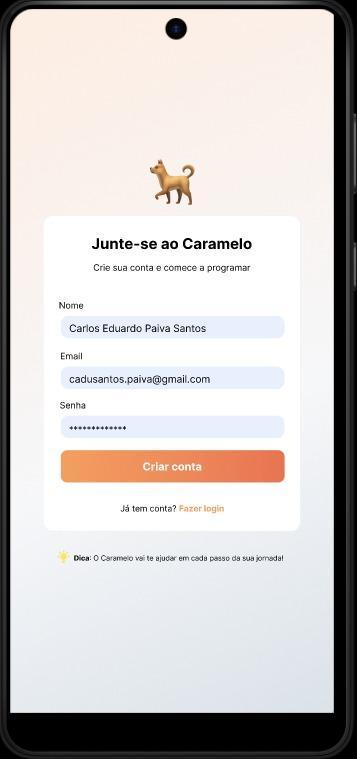 Junte-se ao Caramelo
Crie sua conta e comece a programar
Nome
Carlos Eduardo Paiva Santos
Email
cadusantos.paiva@gmail.com
Senha
*************
Criar conta
Já tem conta? Fazer login
Dica: O Caramelo vai te ajudar em cada passo da sua jornada!